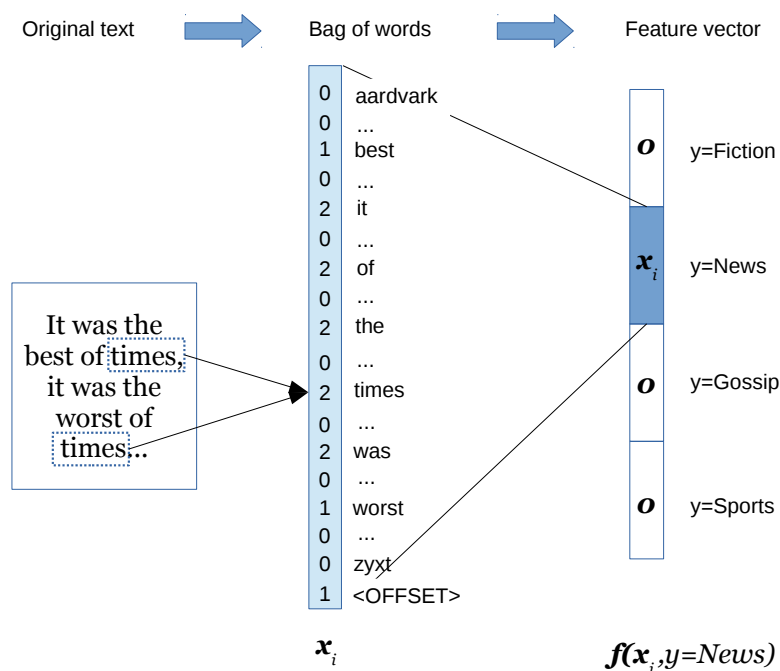 Original text
Bag of words
Feature vector
It was the
best of times,
it was the
worst of
times...
0 aardvark
0 ...
1 best
0 ...
2 it
0 ...
2 of
0 ...
2 the
0 ...
2 times
0 ...
2 was
0 ...
1 worst
0 ...
0 zyxt
1 <OFFSET>
x_i
o y=Fiction
x_i y=News
o y=Gossip
o y=Sports
f(x_i,y=News)